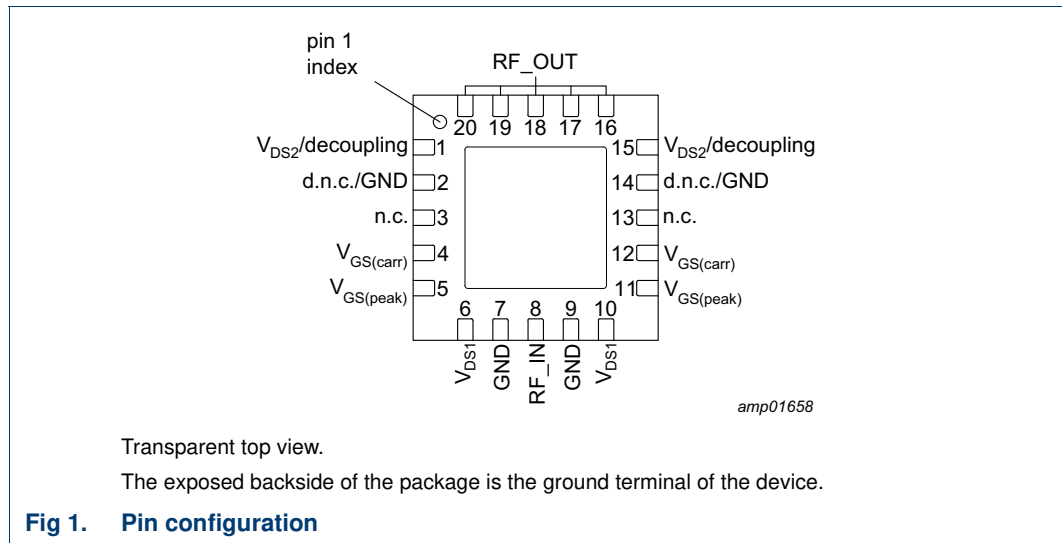 pin 1
index
RF_OUT
20 19 18 17 16
V_DS2/decoupling 1
15 V_DS2/decoupling
d.n.c./GND 2
14 d.n.c./GND
n.c. 3
13 n.c.
V_GS(carr) 4
12 V_GS(carr)
V_GS(peak) 5
11 V_GS(peak)
6 7 8 9 10
V_DS1
GND
RF_IN
GND
V_DS1
amp01658
Transparent top view.
The exposed backside of the package is the ground terminal of the device.
Fig 1. Pin configuration